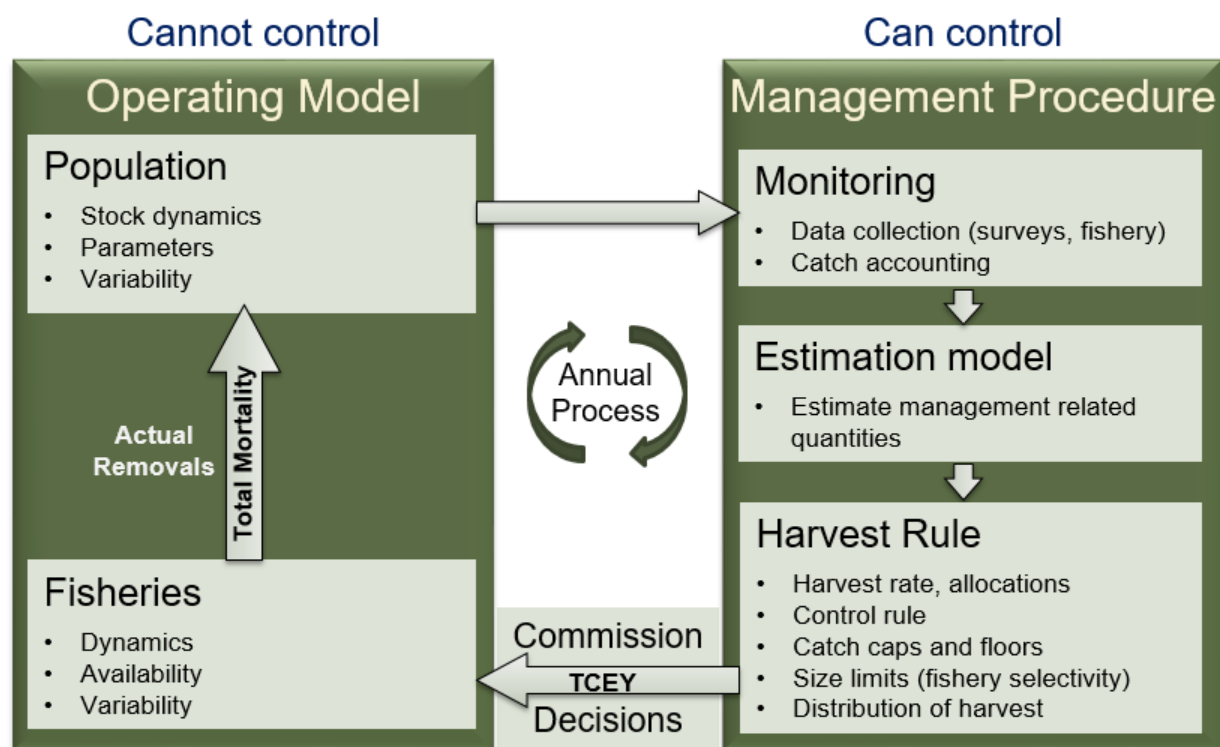 Cannot control
Operating Model
Population
• Stock dynamics
• Parameters
• Variability
Actual
Removals
Total Mortality
Fisheries
• Dynamics
• Availability
• Variability
Annual
Process
Commission
TCEY
Decisions
Can control
Management Procedure
Monitoring
• Data collection (surveys, fishery)
• Catch accounting
Estimation model
• Estimate management related
quantities
Harvest Rule
• Harvest rate, allocations
• Control rule
• Catch caps and floors
• Size limits (fishery selectivity)
• Distribution of harvest